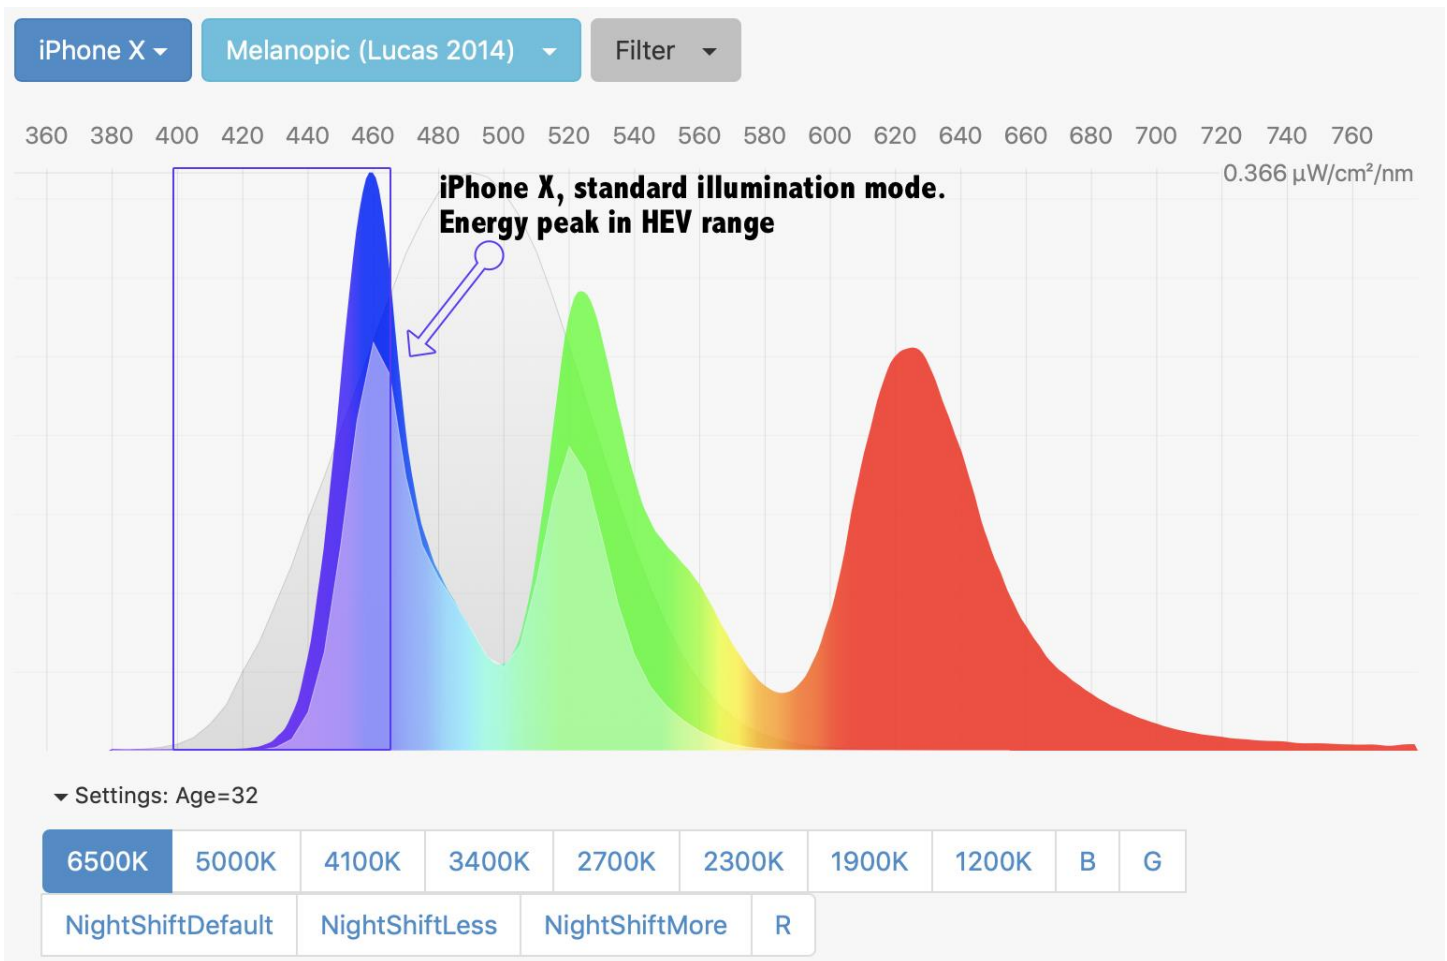 iPhone X Melanopic (Lucas 2014) Filter
360 380 400 420 440 460 480 500 520 540 560 580 600 620 640 660 680 700 720 740 760
0.366 µW/cm²/nm
iPhone X, standard illumination mode.
Energy peak in HEV range
Settings: Age=32
6500K 5000K 4100K 3400K 2700K 2300K 1900K 1200K B G
NightShiftDefault NightShiftLess NightShiftMore R